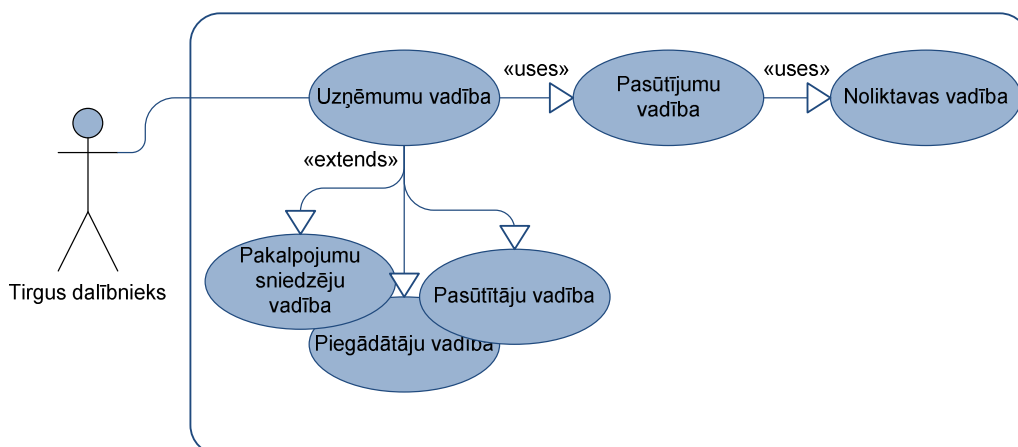 Uzņēmumu vadība
«uses»
Pasūtījumu
vadība
«uses»
Noliktavas vadība
«extends»
Pakalpojumu
sniedzēju
vadība
Pasūtītāju vadība
Piegādātāju vadība
Tirgus dalībnieks